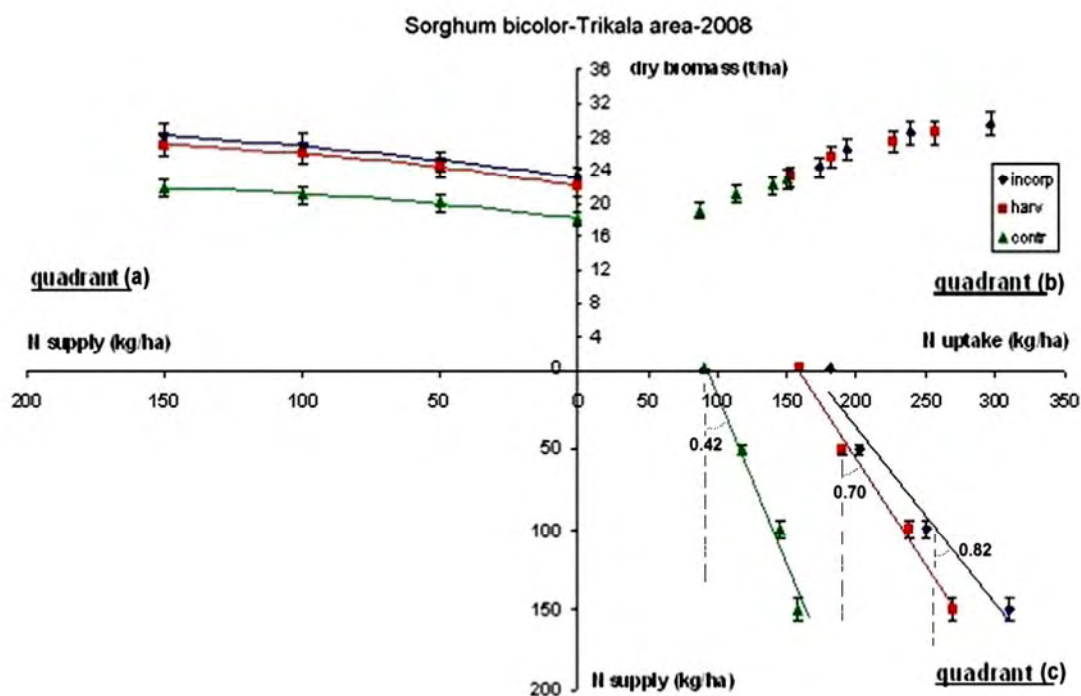 Sorghum bicolor-Trikala area-2008
36
dry biomass (t/ha)
32
28
24
20
16
12
8
4
0
incorp
harv
contr
quadrant (a)
quadrant (b)
N supply (kg/ha)
N uptake (kg/ha)
200
150
100
50
0
50
100
150
200
250
300
350
0.42
0.70
0.82
50
100
150
200
N supply (kg/ha)
quadrant (c)